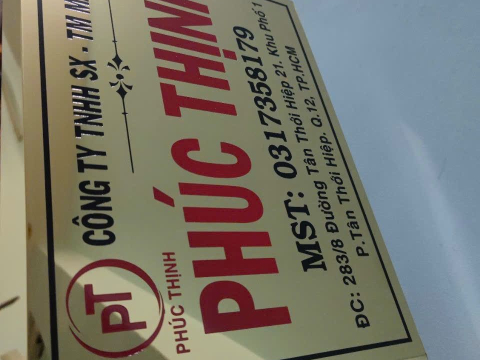 PT
PHÚC THỊNH
CÔNG TY TNHH SX - TM
PHÚC THỊNH
MST: 0317358179
ĐC: 283/8 Đường Tân Thới Hiệp 21, Khu Phố 1
P.Tân Thới Hiệp. Q.12, TP.HCM